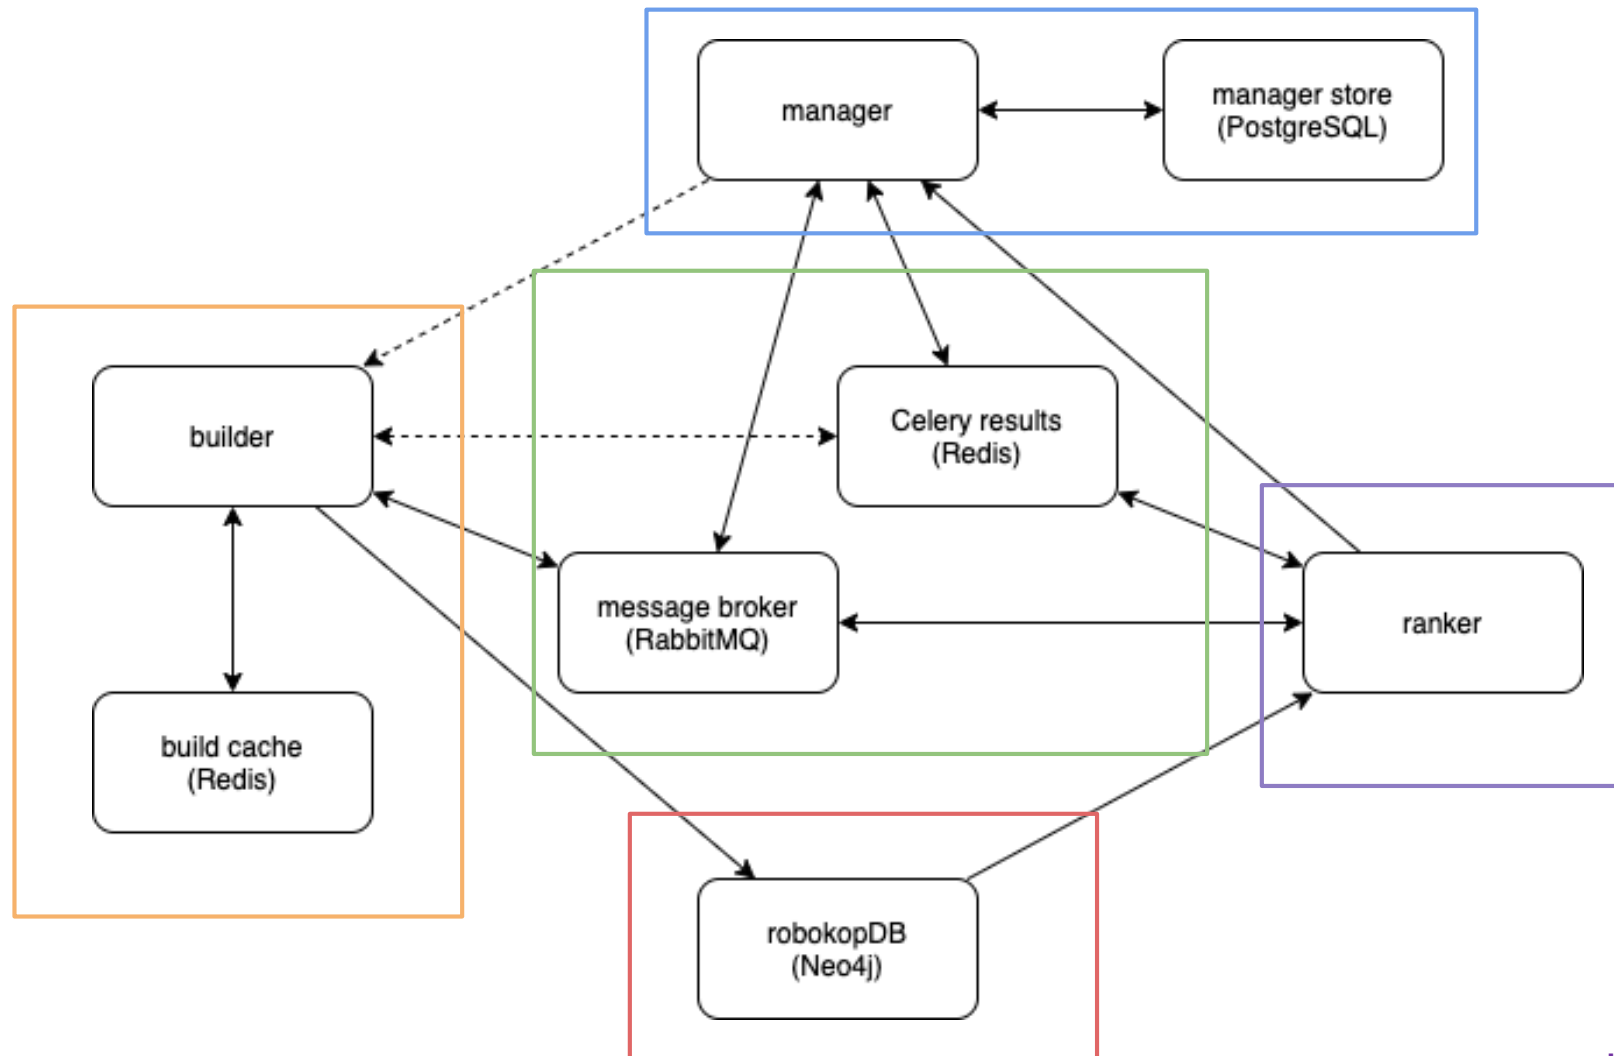 manager
manager store
(PostgreSQL)
builder
Celery results
(Redis)
message broker
(RabbitMQ)
ranker
build cache
(Redis)
robokopDB
(Neo4j)